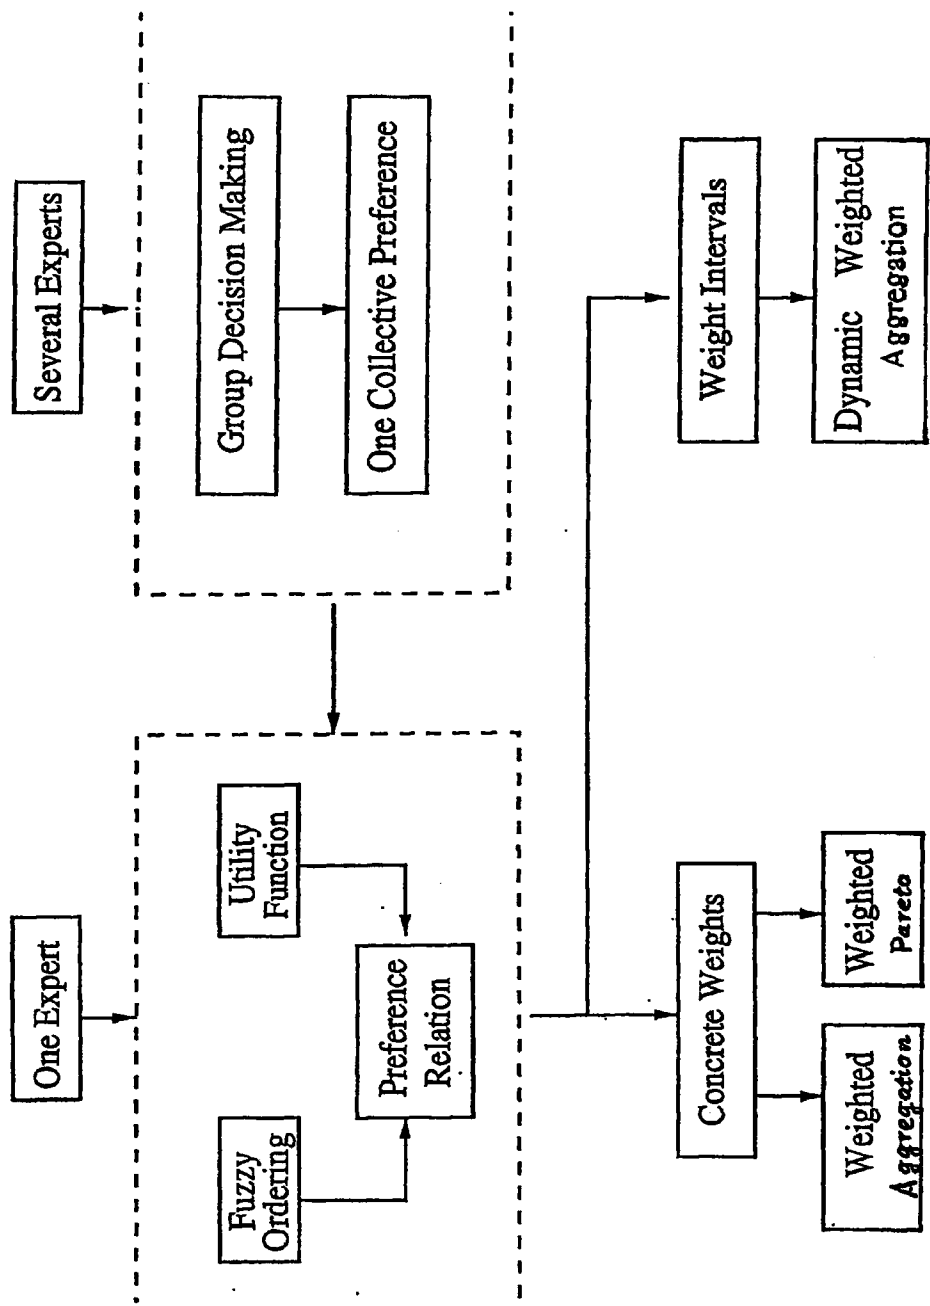 One Expert
Several Experts
Fuzzy
Ordering
Utility
Function
Preference
Relation
Group Decision Making
One Collective Preference
Concrete Weights
Weight Intervals
Weighted
Aggregation
Weighted
Pareto
Dynamic Weighted
Aggregation